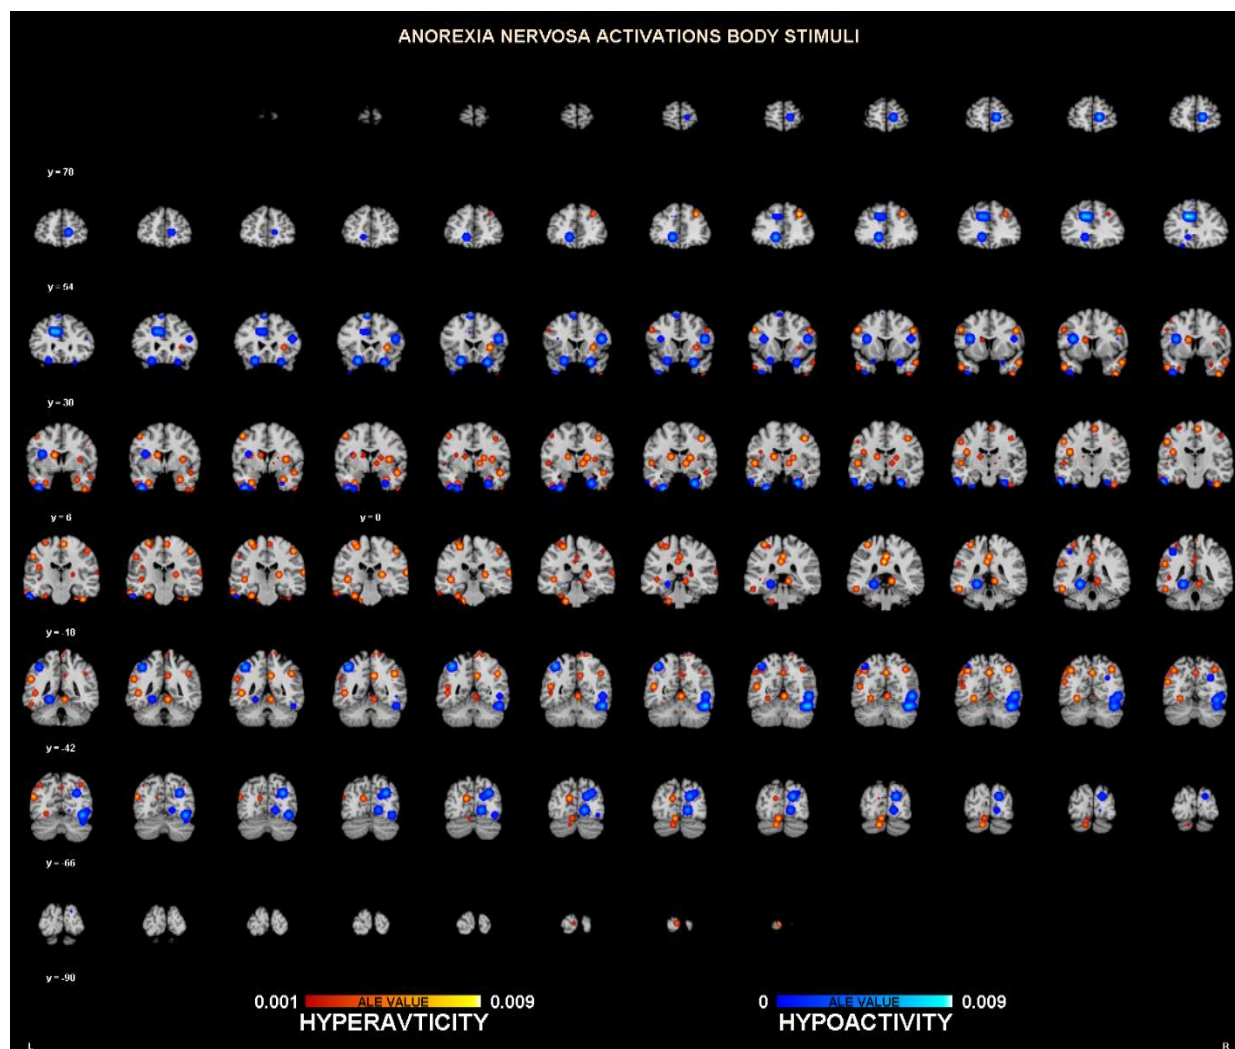 ANOREXIA NERVOSA ACTIVATIONS BODY STIMULI
y = 78
y = 54
y = 30
y = 6 y = 0
y = -18
y = -42
y = -66
y = -90
0.001 ALE VALUE 0.009 0 ALE VALUE 0.009
HYPERAVTICITY HYPOACTIVITY
L R